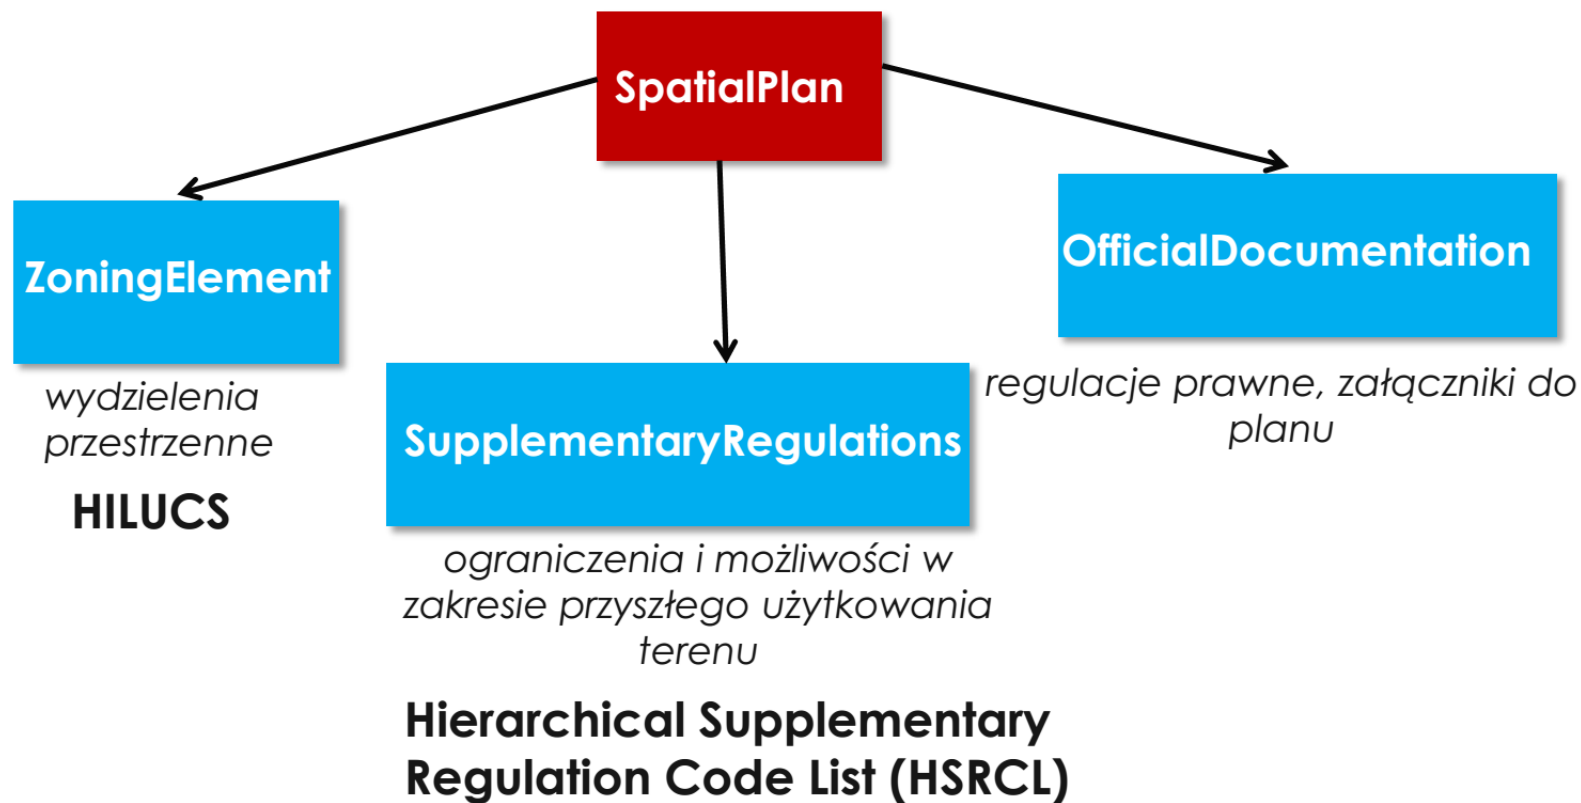 SpatialPlan
ZoningElement
wydzielenia
przestrzenne
HILUCS
SupplementaryRegulations
ograniczenia i możliwości w
zakresie przyszłego użytkowania
terenu
Hierarchical Supplementary
Regulation Code List (HSRCL)
OfficialDocumentation
regulacje prawne, załączniki do
planu